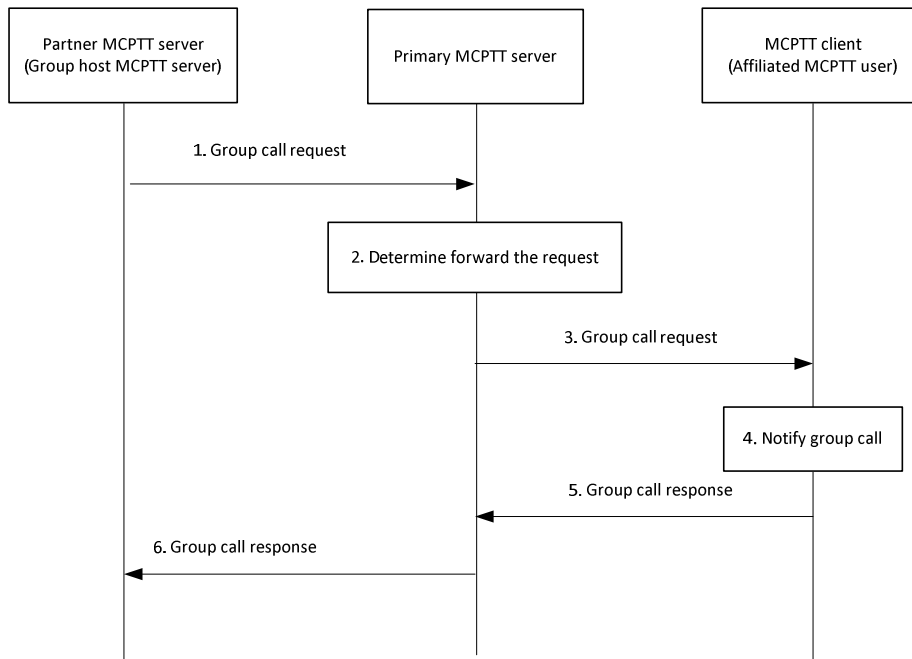 Partner MCPTT server
(Group host MCPTT server)
Primary MCPTT server
MCPTT client
(Affiliated MCPTT user)
1. Group call request
2. Determine forward the request
3. Group call request
4. Notify group call
5. Group call response
6. Group call response